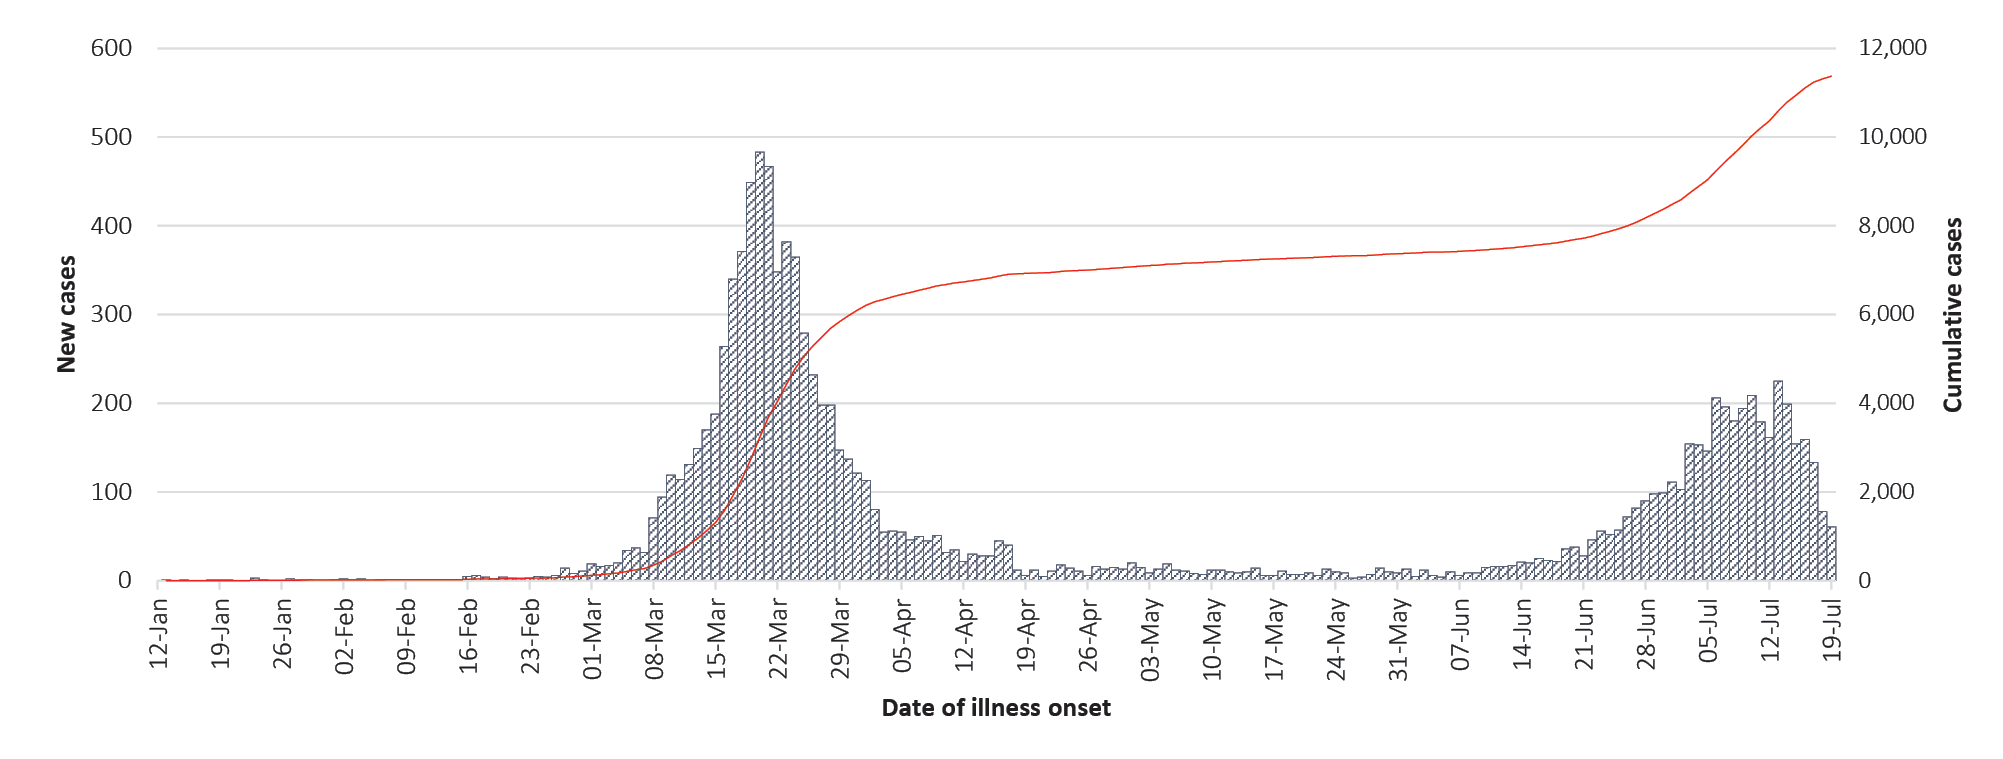 600
500
400
300
200
100
0
New cases
12,000
10,000
8,000
6,000
4,000
2,000
0
Cumulative cases
12-Jan
19-Jan
26-Jan
02-Feb
09-Feb
16-Feb
23-Feb
01-Mar
08-Mar
15-Mar
22-Mar
29-Mar
05-Apr
12-Apr
19-Apr
26-Apr
03-May
10-May
17-May
24-May
31-May
07-Jun
14-Jun
21-Jun
28-Jun
05-Jul
12-Jul
19-Jul
Date of illness onset